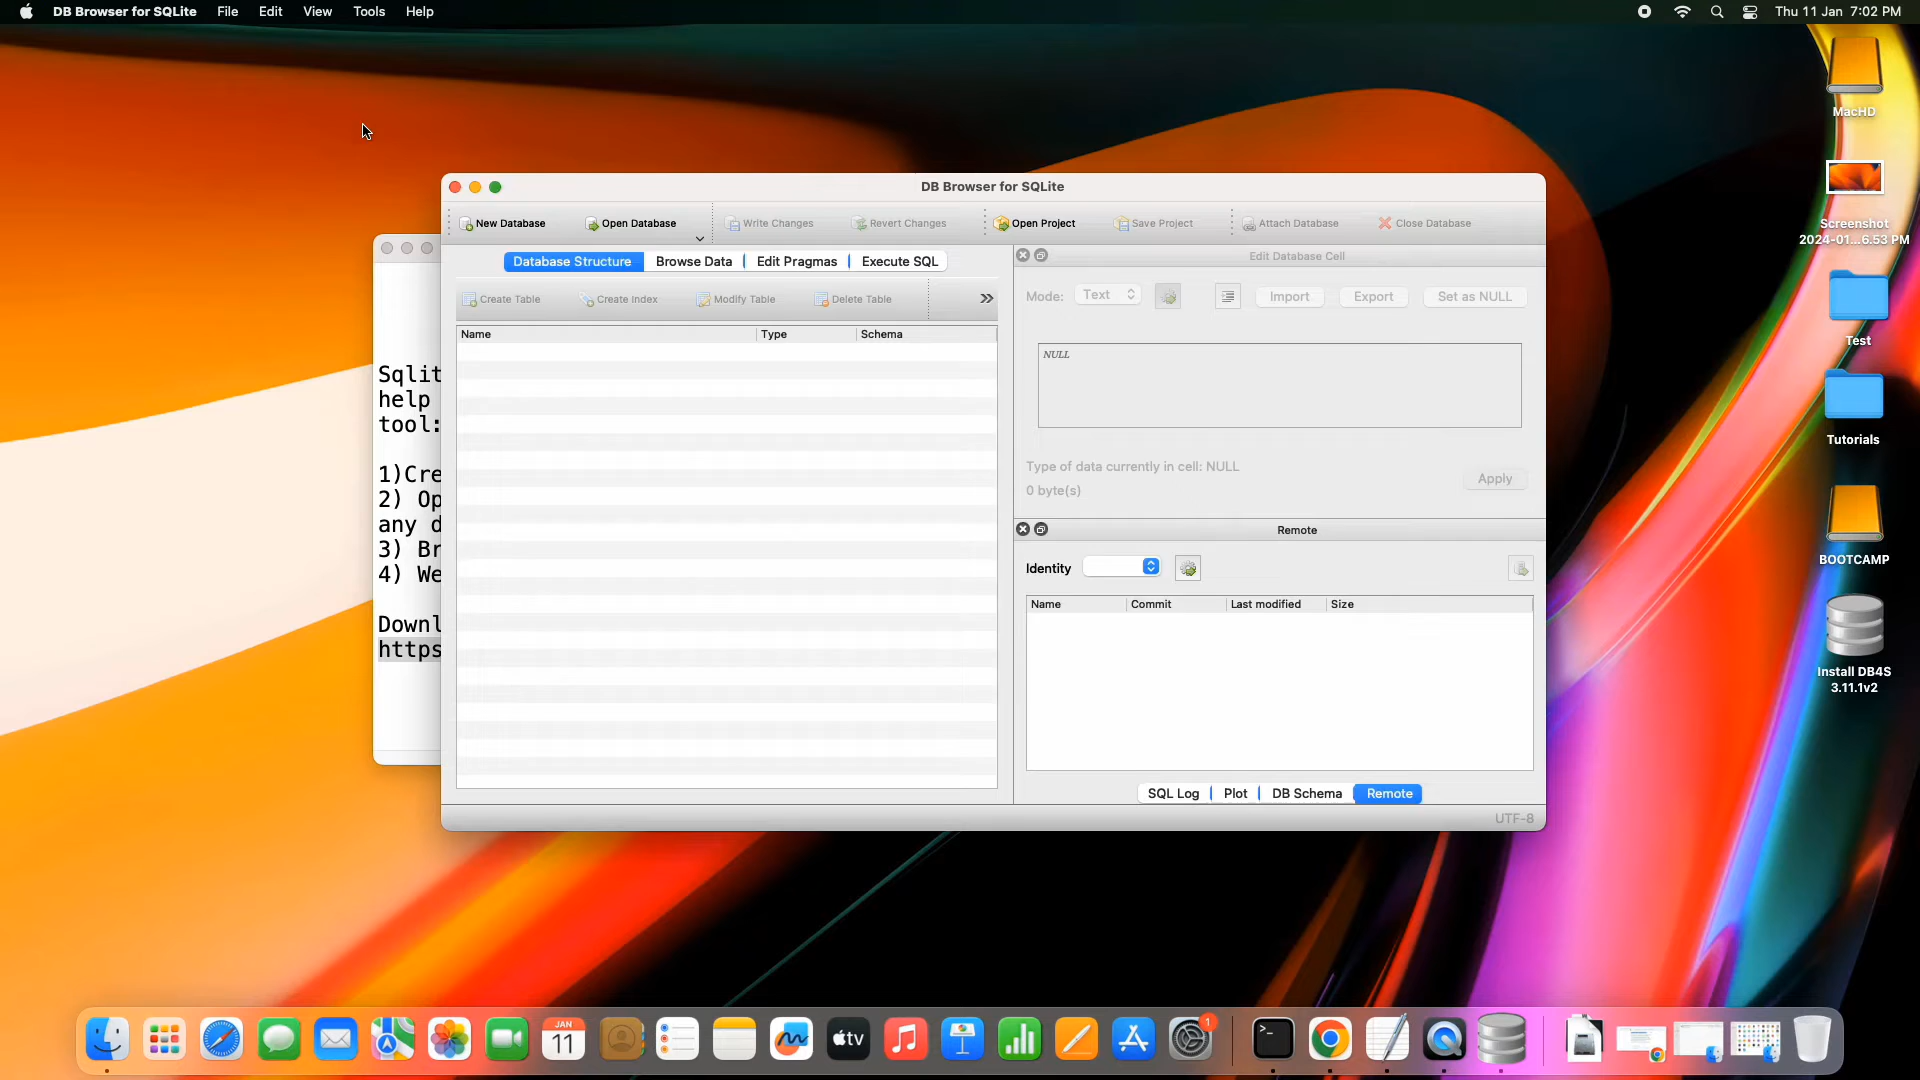 DB Browser for SQLite File Edit View Tools Help Thu 11 Jan 7:02 PM
MacHD
Screenshot
2024-01...6.53 PM
Test
Tutorials
BOOTCAMP
Install DB4S
3.11.1v2
DB Browser for SQLite
New Database Open Database Write Changes Revert Changes Open Project Save Project Attach Database Close Database
Database Structure Browse Data Edit Pragmas Execute SQL
Create Table Create Index Modify Table Delete Table »
Name Type Schema
Edit Database Cell
Mode: Text Import Export Set as NULL
NULL
Type of data currently in cell: NULL
0 byte(s)
Apply
Remote
Identity
Name Commit Last modified Size
SQL Log Plot DB Schema Remote
UTF-8
Sqlit
help
tool:
1)Cre
2) Op
any d
3) Br
4) We
Downl
https
JAN
11
tv
1